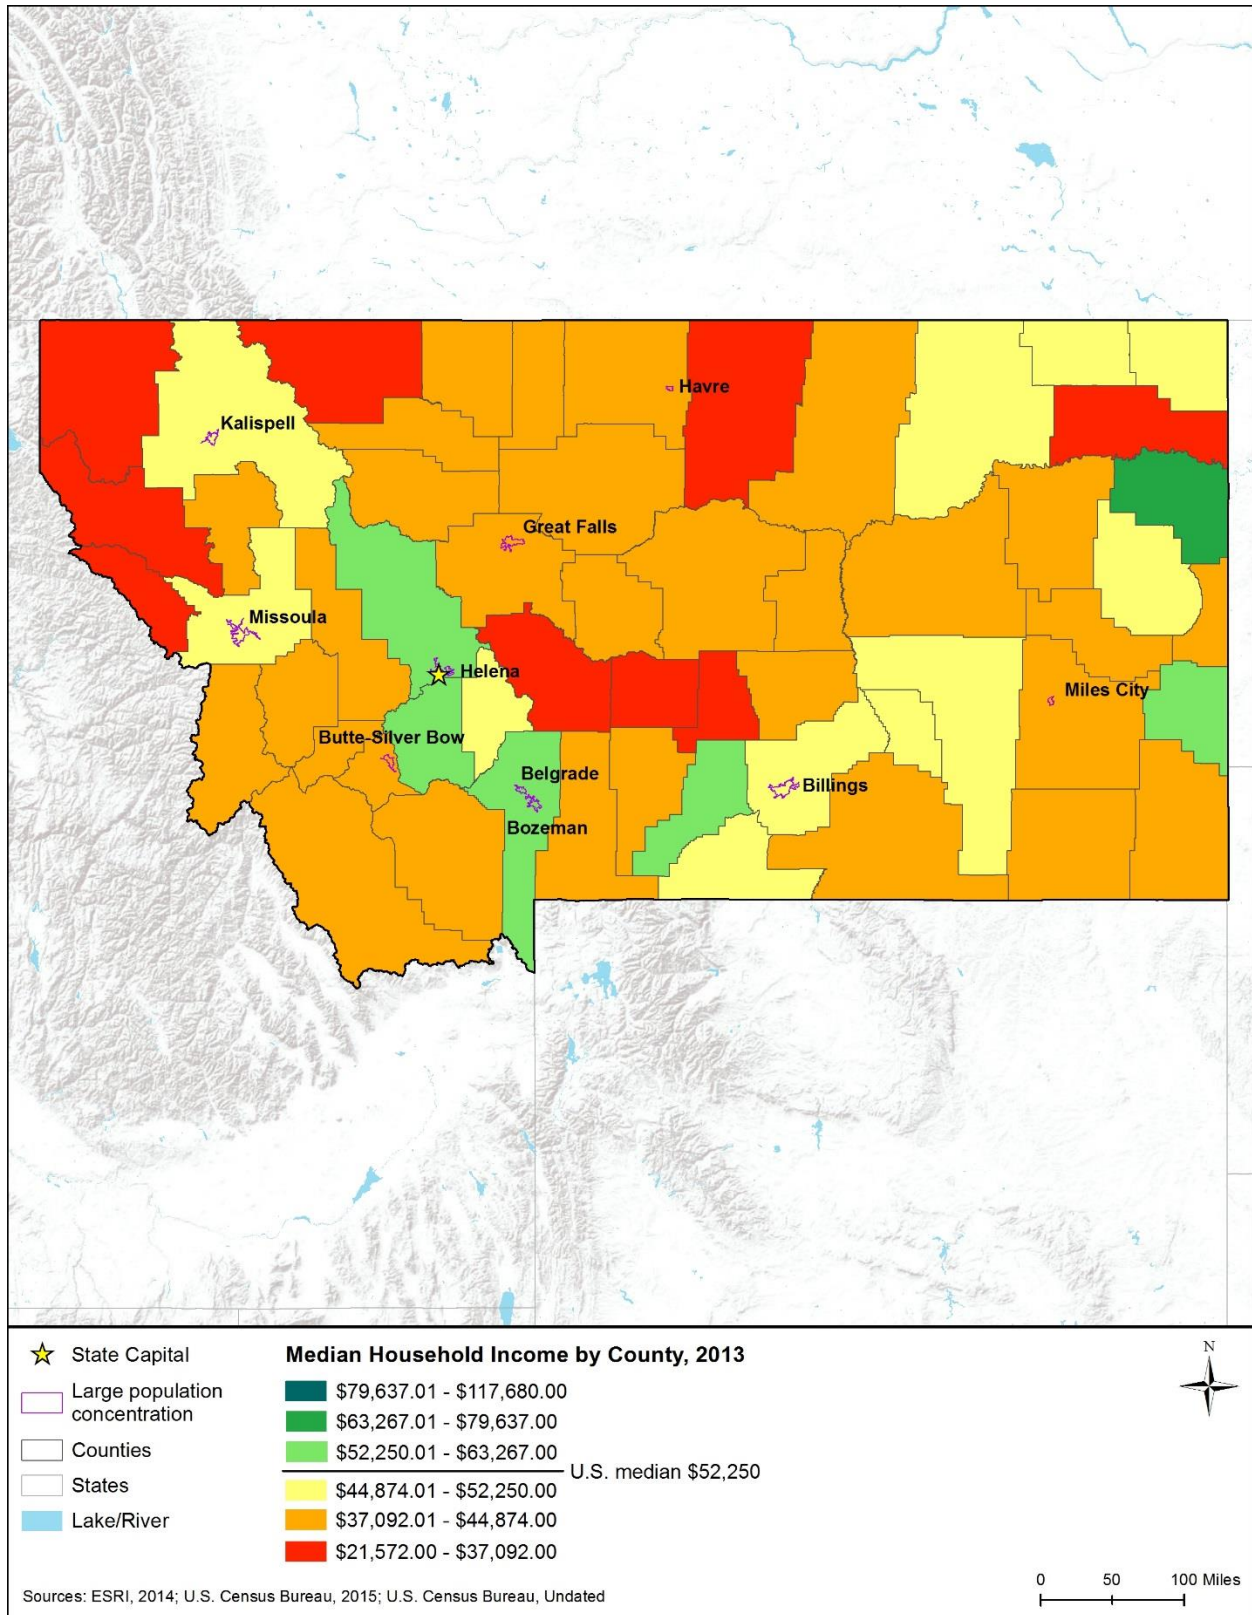 Havre
Kalispell
Great Falls
Missoula
Helena
Miles City
Butte-Silver Bow
Belgrade
Billings
Bozeman
State Capital
Large population
concentration
Counties
States
Lake/River
Median Household Income by County, 2013
$79,637.01 - $117,680.00
$63,267.01 - $79,637.00
$52,250.01 - $63,267.00
U.S. median $52,250
$44,874.01 - $52,250.00
$37,092.01 - $44,874.00
$21,572.00 - $37,092.00
N
0 50 100 Miles
Sources: ESRI, 2014; U.S. Census Bureau, 2015; U.S. Census Bureau, Undated